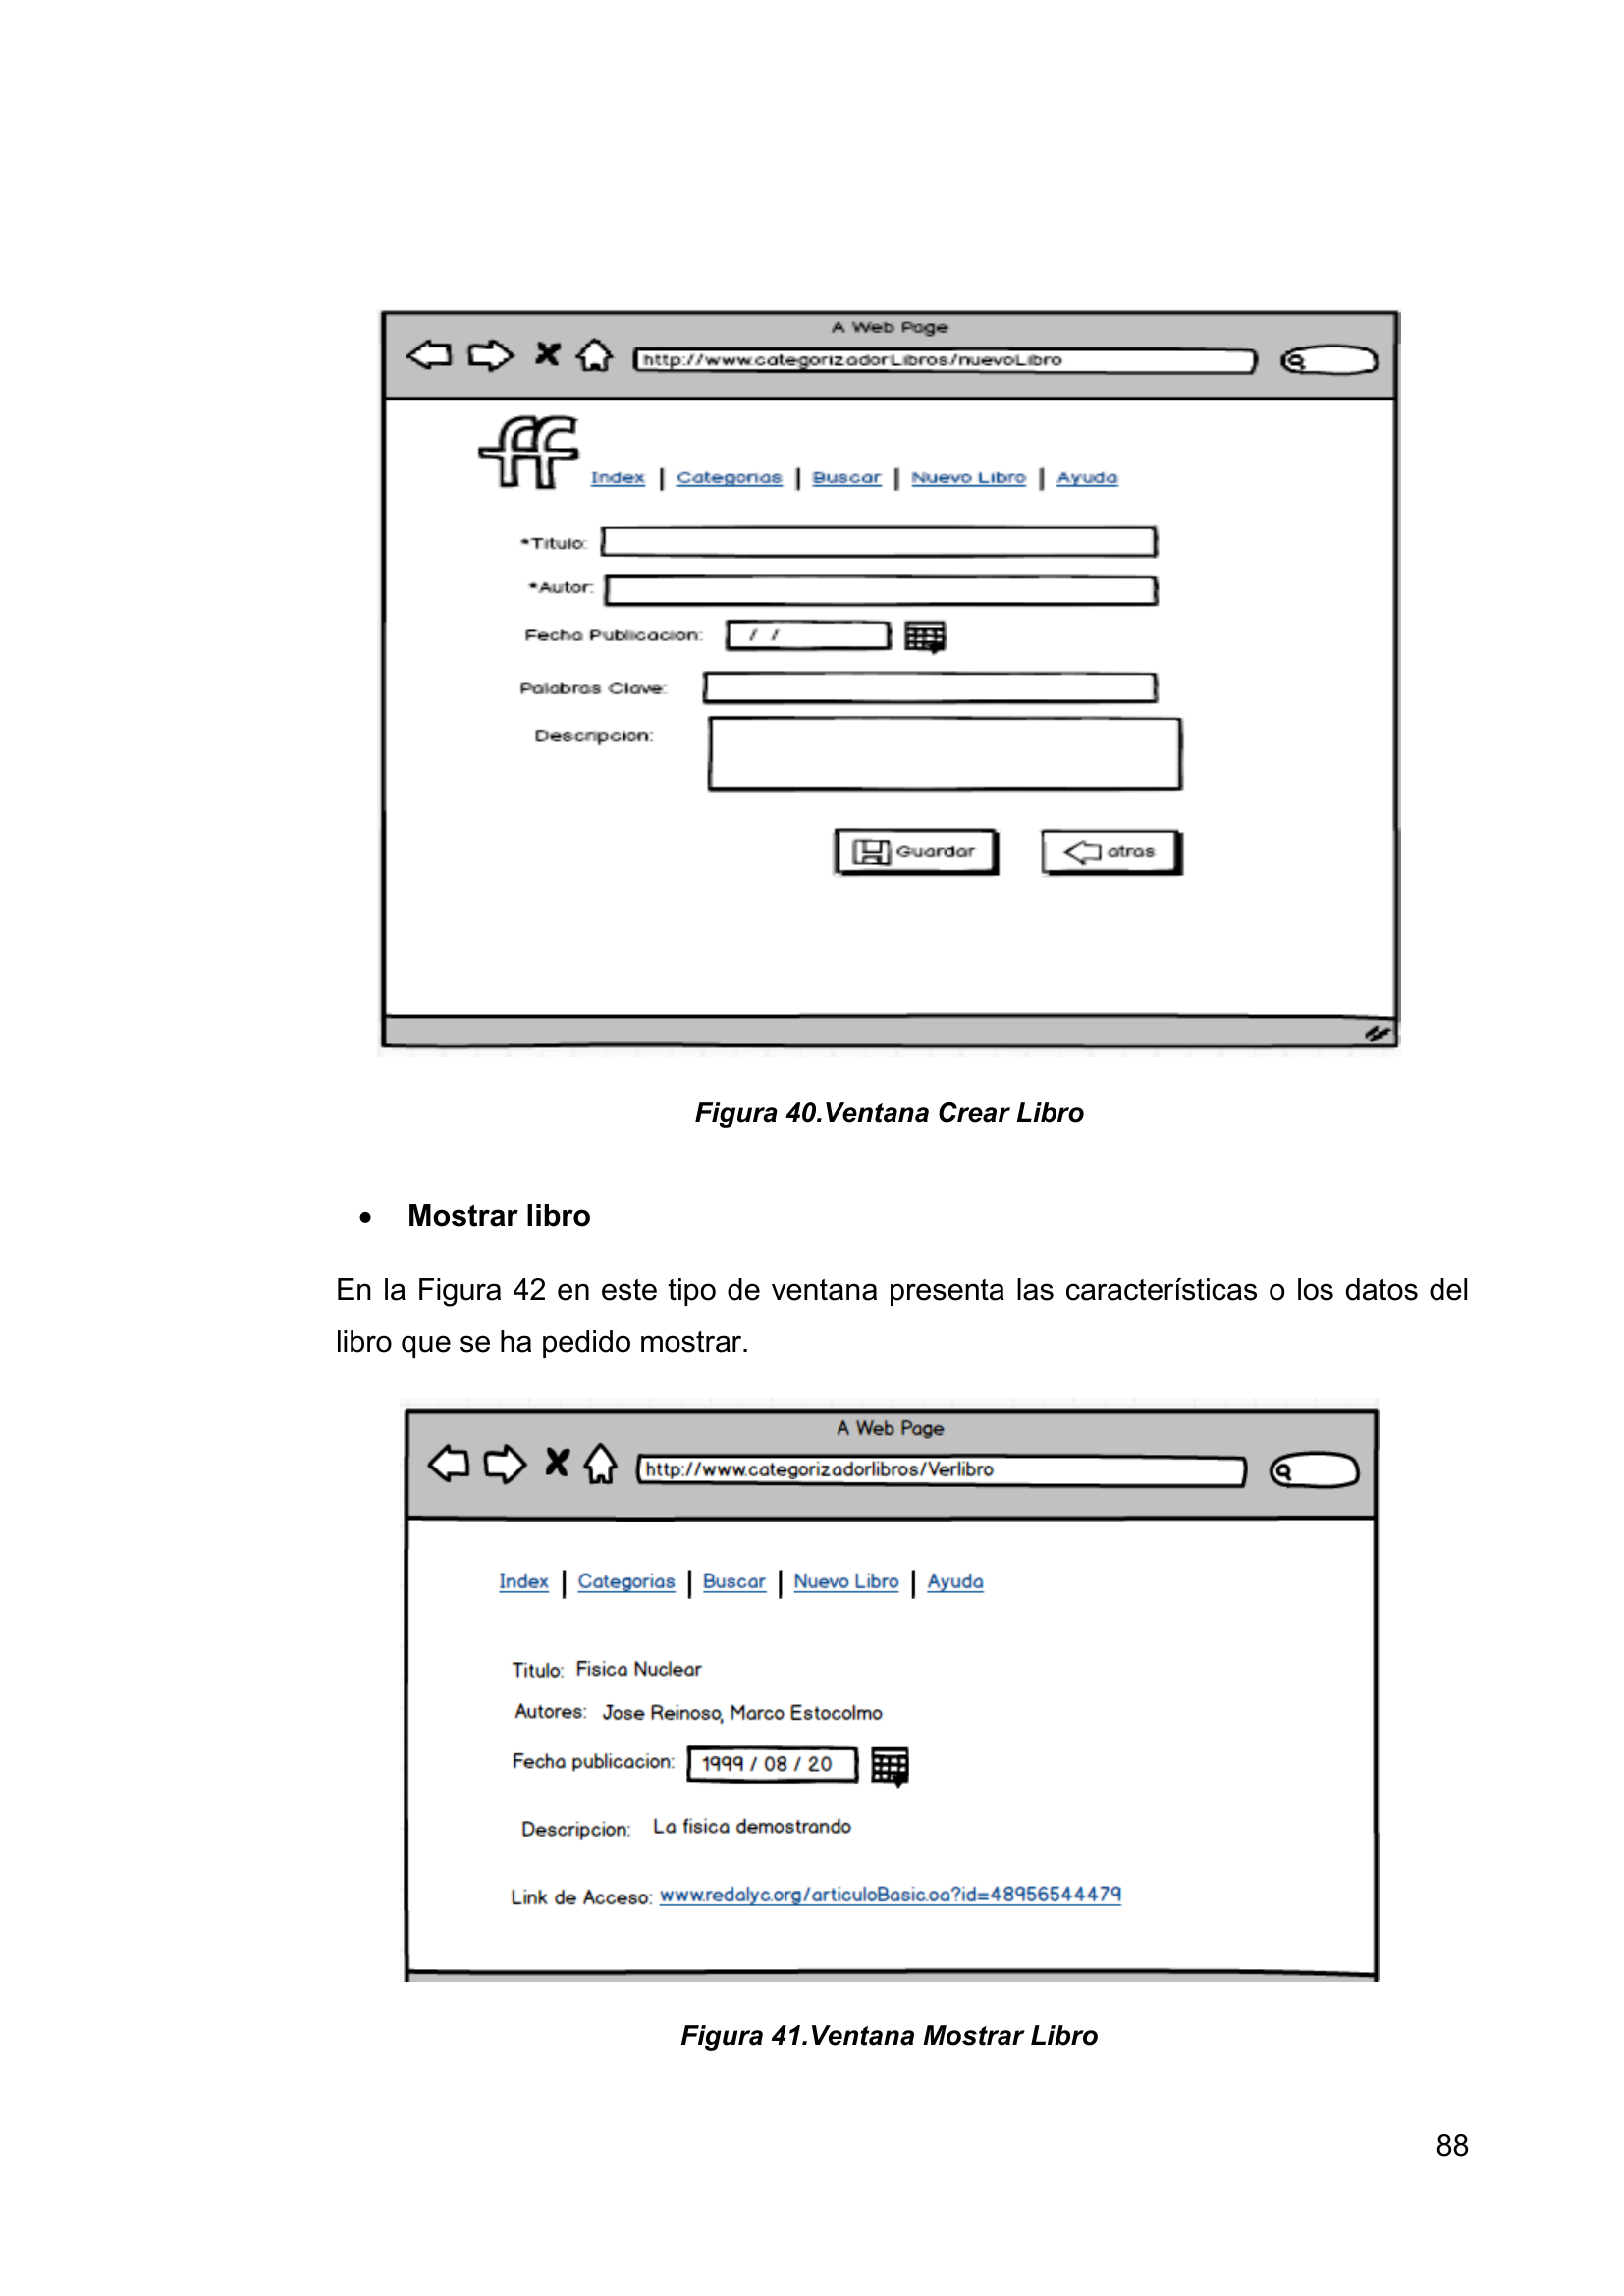 A Web Page
http://www.categorizadorLibros/nuevoLibro
ff
Index | Categorias | Buscar | Nuevo Libro | Ayuda
*Titulo:
*Autor:
Fecha Publicacion: / /
Palabras Clave:
Descripcion:
Guardar atras
Figura 40.Ventana Crear Libro
• Mostrar libro
En la Figura 42 en este tipo de ventana presenta las características o los datos del
libro que se ha pedido mostrar.
A Web Page
http://www.categorizadorlibros/Verlibro
Index | Categorias | Buscar | Nuevo Libro | Ayuda
Titulo: Fisica Nuclear
Autores: Jose Reinoso, Marco Estocolmo
Fecha publicacion: 1999 / 08 / 20
Descripcion: La fisica demostrando
Link de Acceso: www.redalyc.org/articuloBasic.oa?id=48956544479
Figura 41.Ventana Mostrar Libro
88